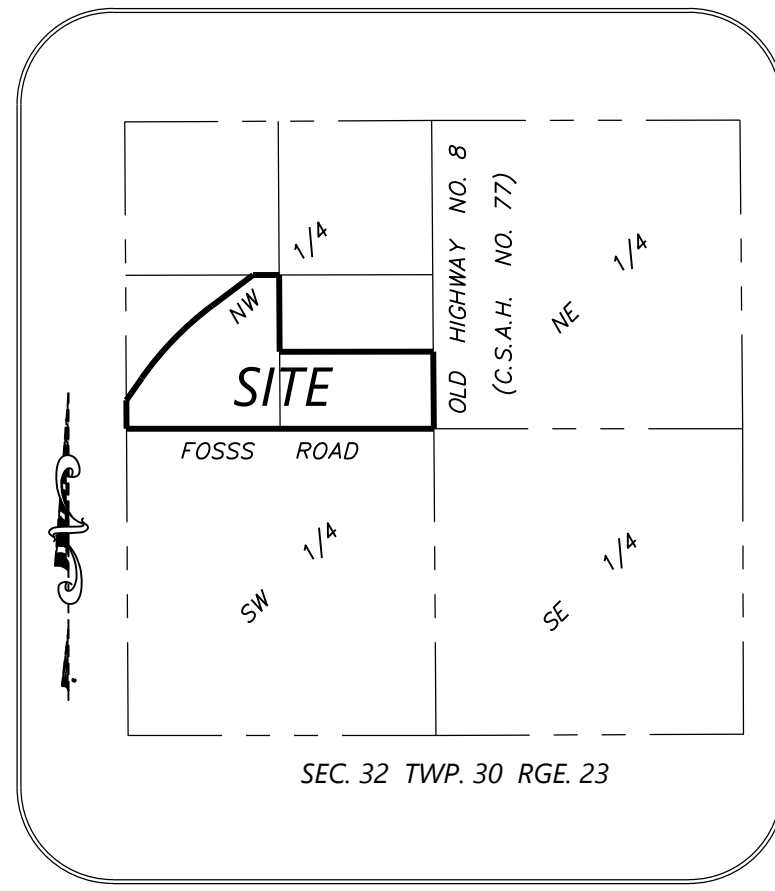 1/4
NW
OLD HIGHWAY NO. 8
(C.S.A.H. NO. 77)
1/4
NE
SITE
FOSSS ROAD
1/4
SW
1/4
SE
SEC. 32 TWP. 30 RGE. 23